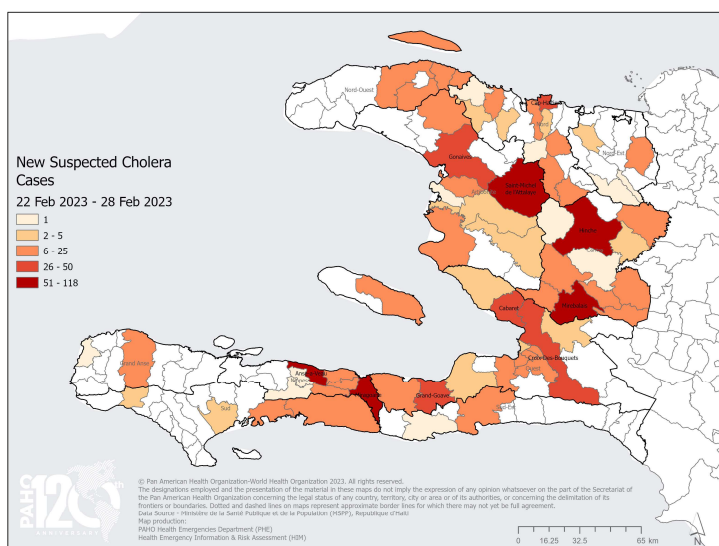 New Suspected Cholera
Cases
22 Feb 2023 - 28 Feb 2023
1
2 - 5
6 - 25
26 - 50
51 - 118
Nord-Ouest
Nord
Nord-Est
Gonaives
Cabaret
Croix-Des-Bouquets
Ouest
Grand-Goave
Grand Anse
Sud
PAHO 120th
ANNIVERSARY
© Pan American Health Organization-World Health Organization 2023. All rights reserved.
The designations employed and the presentation of the material in these maps do not imply the expression of any opinion whatsoever on the part of the Secretariat of
the Pan American Health Organization concerning the legal status of any country, territory, city or area or of its authorities, or concerning the delimitation of its
frontiers or boundaries. Dotted and dashed lines on maps represent approximate border lines for which there may not yet be full agreement.
Data Source - Ministère de la Santé Publique et de la Population (MSPP), République d'Haïti
Map production:
PAHO Health Emergencies Department (PHE)
Health Emergency Information & Risk Assessment (HIM)
0 16.25 32.5 65 km
N